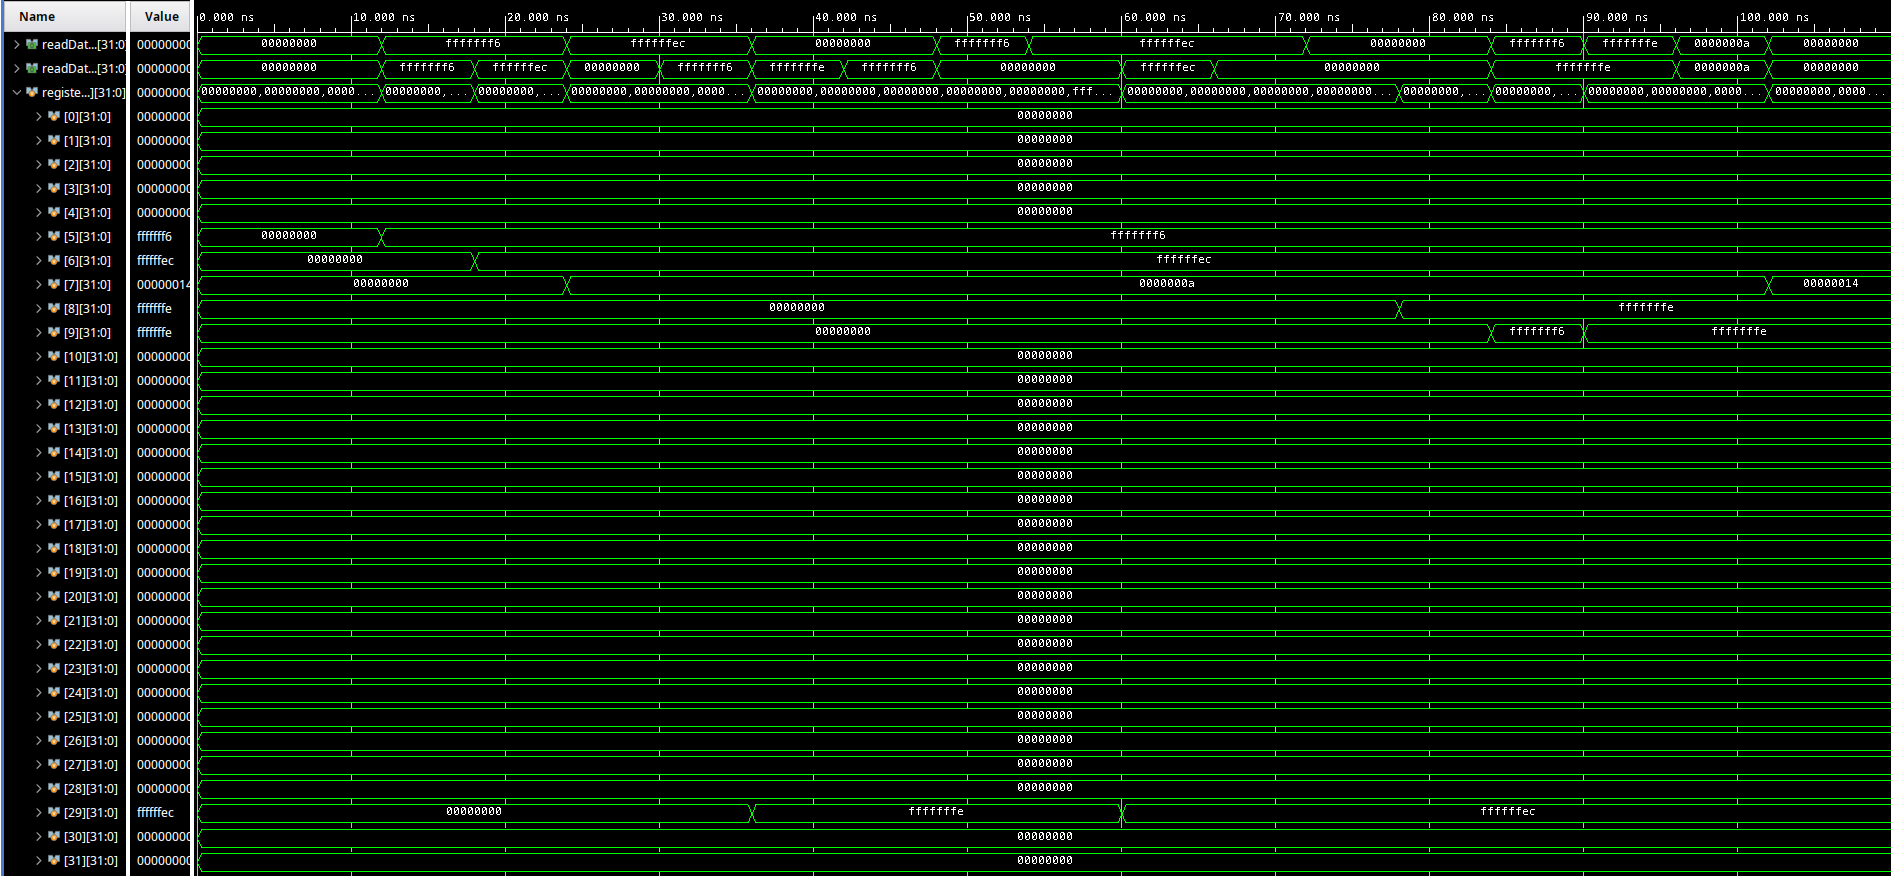 Name Value 0.000 ns 10.000 ns 20.000 ns 30.000 ns 40.000 ns 50.000 ns 60.000 ns 70.000 ns 80.000 ns 90.000 ns 100.000 ns
readDat...[31:0 00000000 00000000 fffffff6 ffffffec 00000000 fffffff6 ffffffec 00000000 fffffff6 fffffffe 0000000a 00000000
readDat...[31:0 00000000 00000000 fffffff6 ffffffec 00000000 fffffff6 fffffffe fffffff6 00000000 ffffffec 00000000 fffffffe 0000000a 00000000
registe...][31:0] 00000000 00000000,00000000,0000... 00000000,... 00000000,... 00000000,00000000,0000... 00000000,00000000,00000000,00000000,00000000,fff... 00000000,00000000,00000000,00000000... 00000000,... 00000000,... 00000000,00000000,0000... 00000000,0000...
[0][31:0] 00000000 00000000
[1][31:0] 00000000 00000000
[2][31:0] 00000000 00000000
[3][31:0] 00000000 00000000
[4][31:0] 00000000 00000000
[5][31:0] fffffff6 00000000 fffffff6
[6][31:0] ffffffec 00000000 ffffffec
[7][31:0] 00000014 00000000 0000000a 00000014
[8][31:0] fffffffe 00000000 fffffffe
[9][31:0] fffffffe 00000000 fffffff6 fffffffe
[10][31:0] 00000000 00000000
[11][31:0] 00000000 00000000
[12][31:0] 00000000 00000000
[13][31:0] 00000000 00000000
[14][31:0] 00000000 00000000
[15][31:0] 00000000 00000000
[16][31:0] 00000000 00000000
[17][31:0] 00000000 00000000
[18][31:0] 00000000 00000000
[19][31:0] 00000000 00000000
[20][31:0] 00000000 00000000
[21][31:0] 00000000 00000000
[22][31:0] 00000000 00000000
[23][31:0] 00000000 00000000
[24][31:0] 00000000 00000000
[25][31:0] 00000000 00000000
[26][31:0] 00000000 00000000
[27][31:0] 00000000 00000000
[28][31:0] 00000000 00000000
[29][31:0] ffffffec 00000000 fffffffe ffffffec
[30][31:0] 00000000 00000000
[31][31:0] 00000000 00000000